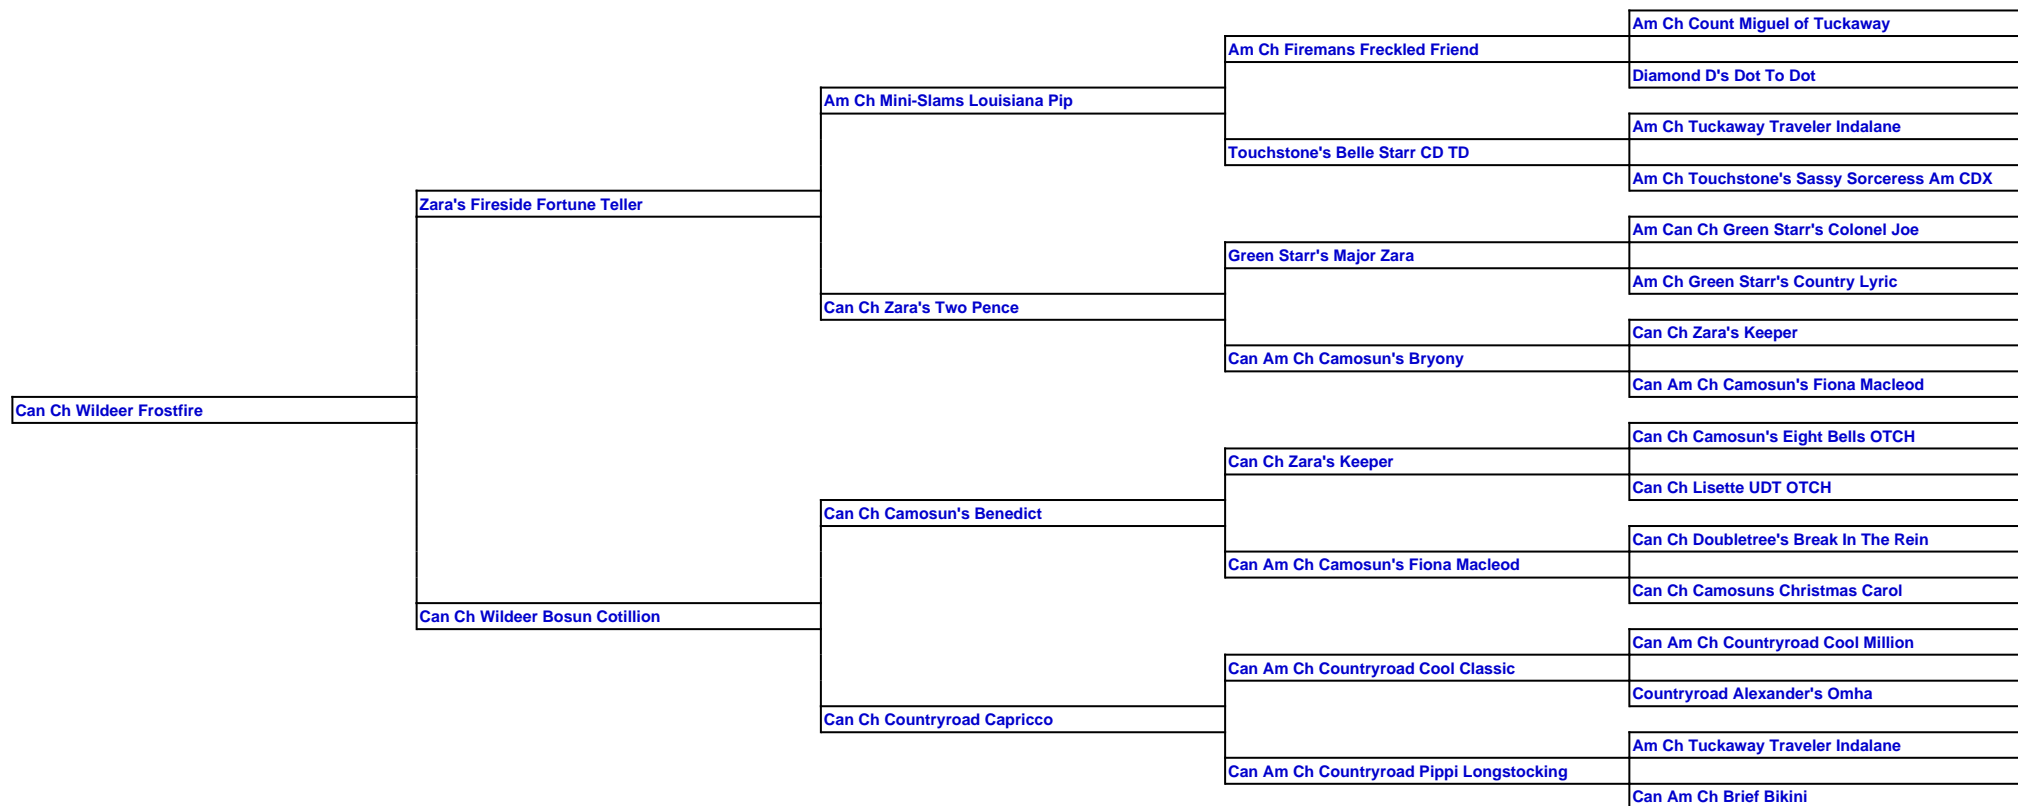 Am Ch Count Miguel of Tuckaway
Am Ch Firemans Freckled Friend
Diamond D's Dot To Dot
Am Ch Mini-Slams Louisiana Pip
Am Ch Tuckaway Traveler Indalane
Touchstone's Belle Starr CD TD
Am Ch Touchstone's Sassy Sorceress Am CDX
Zara's Fireside Fortune Teller
Am Can Ch Green Starr's Colonel Joe
Green Starr's Major Zara
Am Ch Green Starr's Country Lyric
Can Ch Zara's Two Pence
Can Ch Zara's Keeper
Can Am Ch Camosun's Bryony
Can Am Ch Camosun's Fiona Macleod
Can Ch Wildeer Frostfire
Can Ch Camosun's Eight Bells OTCH
Can Ch Zara's Keeper
Can Ch Lisette UDT OTCH
Can Ch Camosun's Benedict
Can Ch Doubletree's Break In The Rein
Can Am Ch Camosun's Fiona Macleod
Can Ch Camosuns Christmas Carol
Can Ch Wildeer Bosun Cotillion
Can Am Ch Countryroad Cool Million
Can Am Ch Countryroad Cool Classic
Countryroad Alexander's Omha
Can Ch Countryroad Capricco
Am Ch Tuckaway Traveler Indalane
Can Am Ch Countryroad Pippi Longstocking
Can Am Ch Brief Bikini